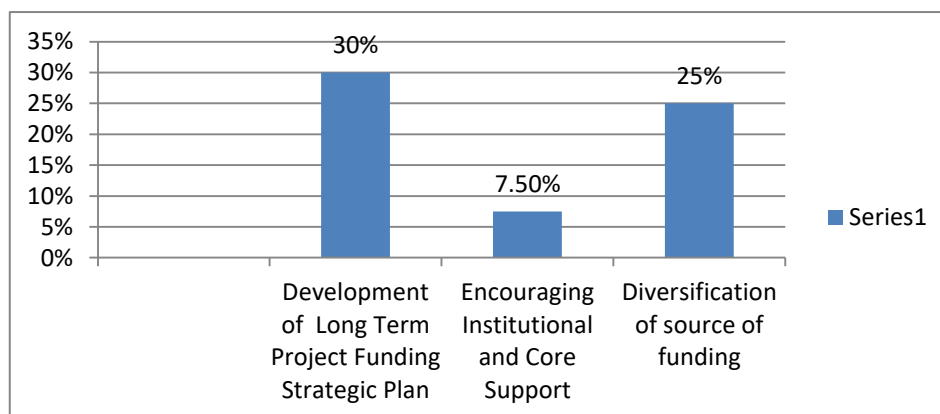 35%
30%
25%
20%
15%
10%
5%
0%
30%
7.50%
25%
Development
of Long Term
Project Funding
Strategic Plan
Encouraging
Institutional
and Core
Support
Diversification
of source of
funding
Series1